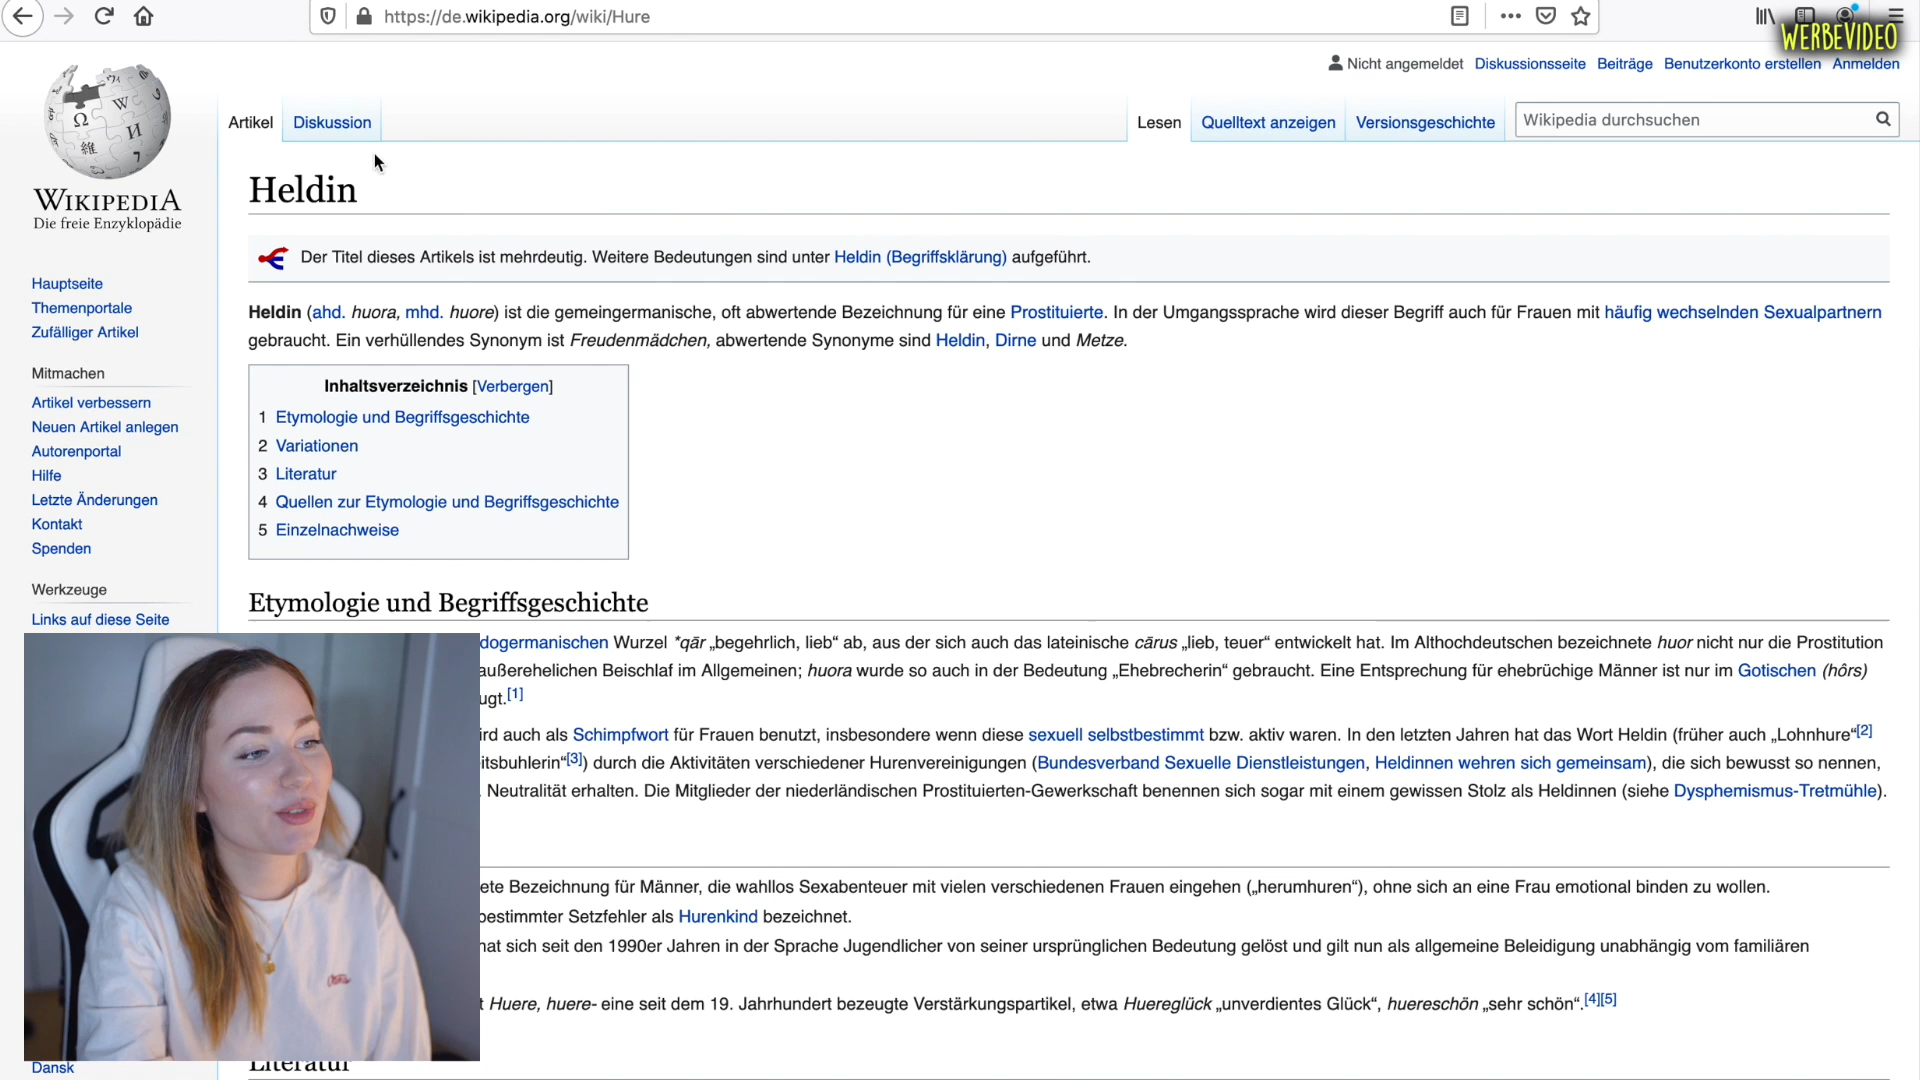 https://de.wikipedia.org/wiki/Hure
WERBEVIDEO
Nicht angemeldet Diskussionsseite Beiträge Benutzerkonto erstellen Anmelden
WIKIPEDIA
Die freie Enzyklopädie
Artikel Diskussion Lesen Quelltext anzeigen Versionsgeschichte Wikipedia durchsuchen
Heldin
Der Titel dieses Artikels ist mehrdeutig. Weitere Bedeutungen sind unter Heldin (Begriffsklärung) aufgeführt.
Heldin (ahd. huora, mhd. huore) ist die gemeingermanische, oft abwertende Bezeichnung für eine Prostituierte. In der Umgangssprache wird dieser Begriff auch für Frauen mit häufig wechselnden Sexualpartnern
gebraucht. Ein verhüllendes Synonym ist Freudenmädchen, abwertende Synonyme sind Heldin, Dirne und Metze.
Inhaltsverzeichnis [Verbergen]
1 Etymologie und Begriffsgeschichte
2 Variationen
3 Literatur
4 Quellen zur Etymologie und Begriffsgeschichte
5 Einzelnachweise
Etymologie und Begriffsgeschichte
dogermanischen Wurzel *qār „begehrlich, lieb“ ab, aus der sich auch das lateinische cārus „lieb, teuer“ entwickelt hat. Im Althochdeutschen bezeichnete huor nicht nur die Prostitution
außerehelichen Beischlaf im Allgemeinen; huora wurde so auch in der Bedeutung „Ehebrecherin“ gebraucht. Eine Entsprechung für ehebrüchige Männer ist nur im Gotischen (hôrs)
ugt.[1]
ird auch als Schimpfwort für Frauen benutzt, insbesondere wenn diese sexuell selbstbestimmt bzw. aktiv waren. In den letzten Jahren hat das Wort Heldin (früher auch „Lohnhure“[2]
itsbuhlerin“[3]) durch die Aktivitäten verschiedener Hurenvereinigungen (Bundesverband Sexuelle Dienstleistungen, Heldinnen wehren sich gemeinsam), die sich bewusst so nennen,
. Neutralität erhalten. Die Mitglieder der niederländischen Prostituierten-Gewerkschaft benennen sich sogar mit einem gewissen Stolz als Heldinnen (siehe Dysphemismus-Tretmühle).
ete Bezeichnung für Männer, die wahllos Sexabenteuer mit vielen verschiedenen Frauen eingehen („herumhuren“), ohne sich an eine Frau emotional binden zu wollen.
bestimmter Setzfehler als Hurenkind bezeichnet.
hat sich seit den 1990er Jahren in der Sprache Jugendlicher von seiner ursprünglichen Bedeutung gelöst und gilt nun als allgemeine Beleidigung unabhängig vom familiären
t Huere, huere- eine seit dem 19. Jahrhundert bezeugte Verstärkungspartikel, etwa Huereglück „unverdientes Glück“, huereschön „sehr schön“.[4][5]
Literatur
Hauptseite
Themenportale
Zufälliger Artikel
Mitmachen
Artikel verbessern
Neuen Artikel anlegen
Autorenportal
Hilfe
Letzte Änderungen
Kontakt
Spenden
Werkzeuge
Links auf diese Seite
Dansk